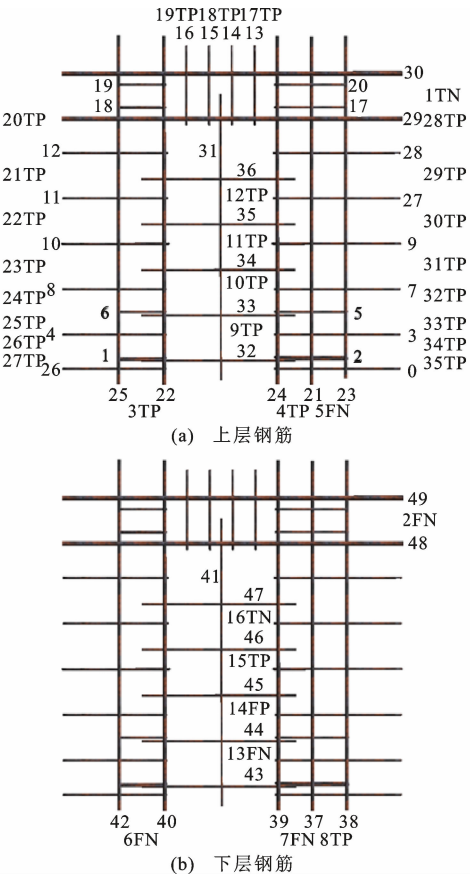 19TP 18TP 17TP
16 15 14 13
30
19 20
1TN
18 17
20TP 29 28TP
12 31 28
21TP 36 29TP
11 12TP 27
22TP 35 30TP
10 11TP 9
23TP 34 31TP
10TP
24TP 8 7 32TP
6 33 5
25TP 33TP
4 9TP 3
26TP 34TP
1 32 2
27TP 26 0 35TP
25 22 24 21 23
3TP 4TP 5FN
(a) 上层钢筋
49
2FN
48
41
47
16TN
46
15TP
45
14FP
44
13FN
43
42 40 39 37 38
6FN 7FN 8TP
(b) 下层钢筋